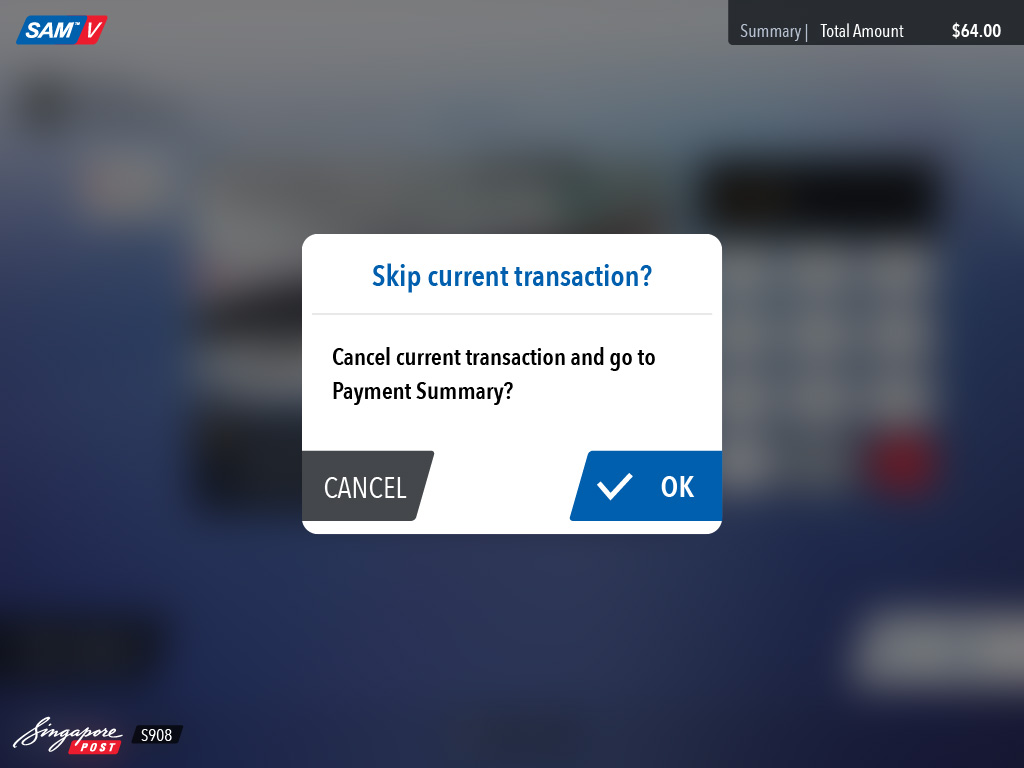 SAM™ V
Summary | Total Amount $64.00
Skip current transaction?
Cancel current transaction and go to
Payment Summary?
CANCEL
OK
Singapore
POST
S908